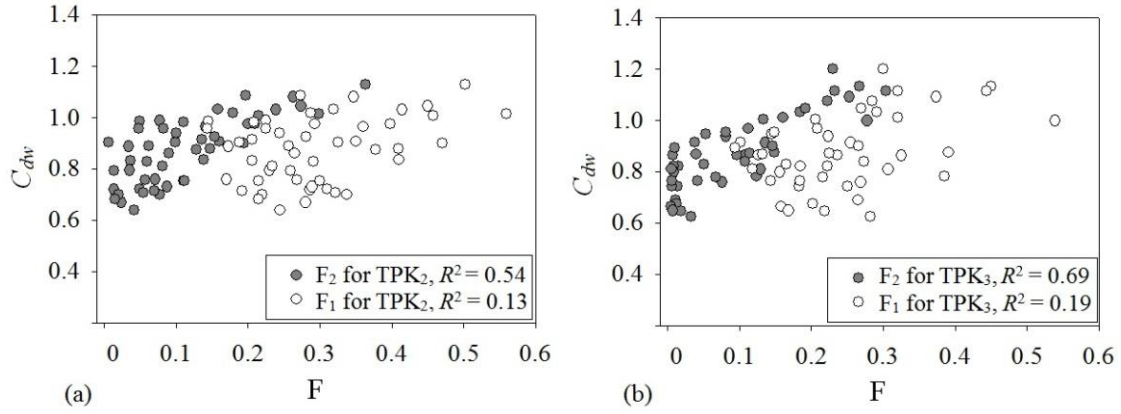 1.4
1.2
1.0
0.8
0.6
0.4
C_dw
F₂ for TPK₂, R² = 0.54
F₁ for TPK₂, R² = 0.13
0 0.1 0.2 0.3 0.4 0.5 0.6
(a) F
1.4
1.2
1.0
0.8
0.6
0.4
C_dw
F₂ for TPK₃, R² = 0.69
F₁ for TPK₃, R² = 0.19
0 0.1 0.2 0.3 0.4 0.5 0.6
(b) F